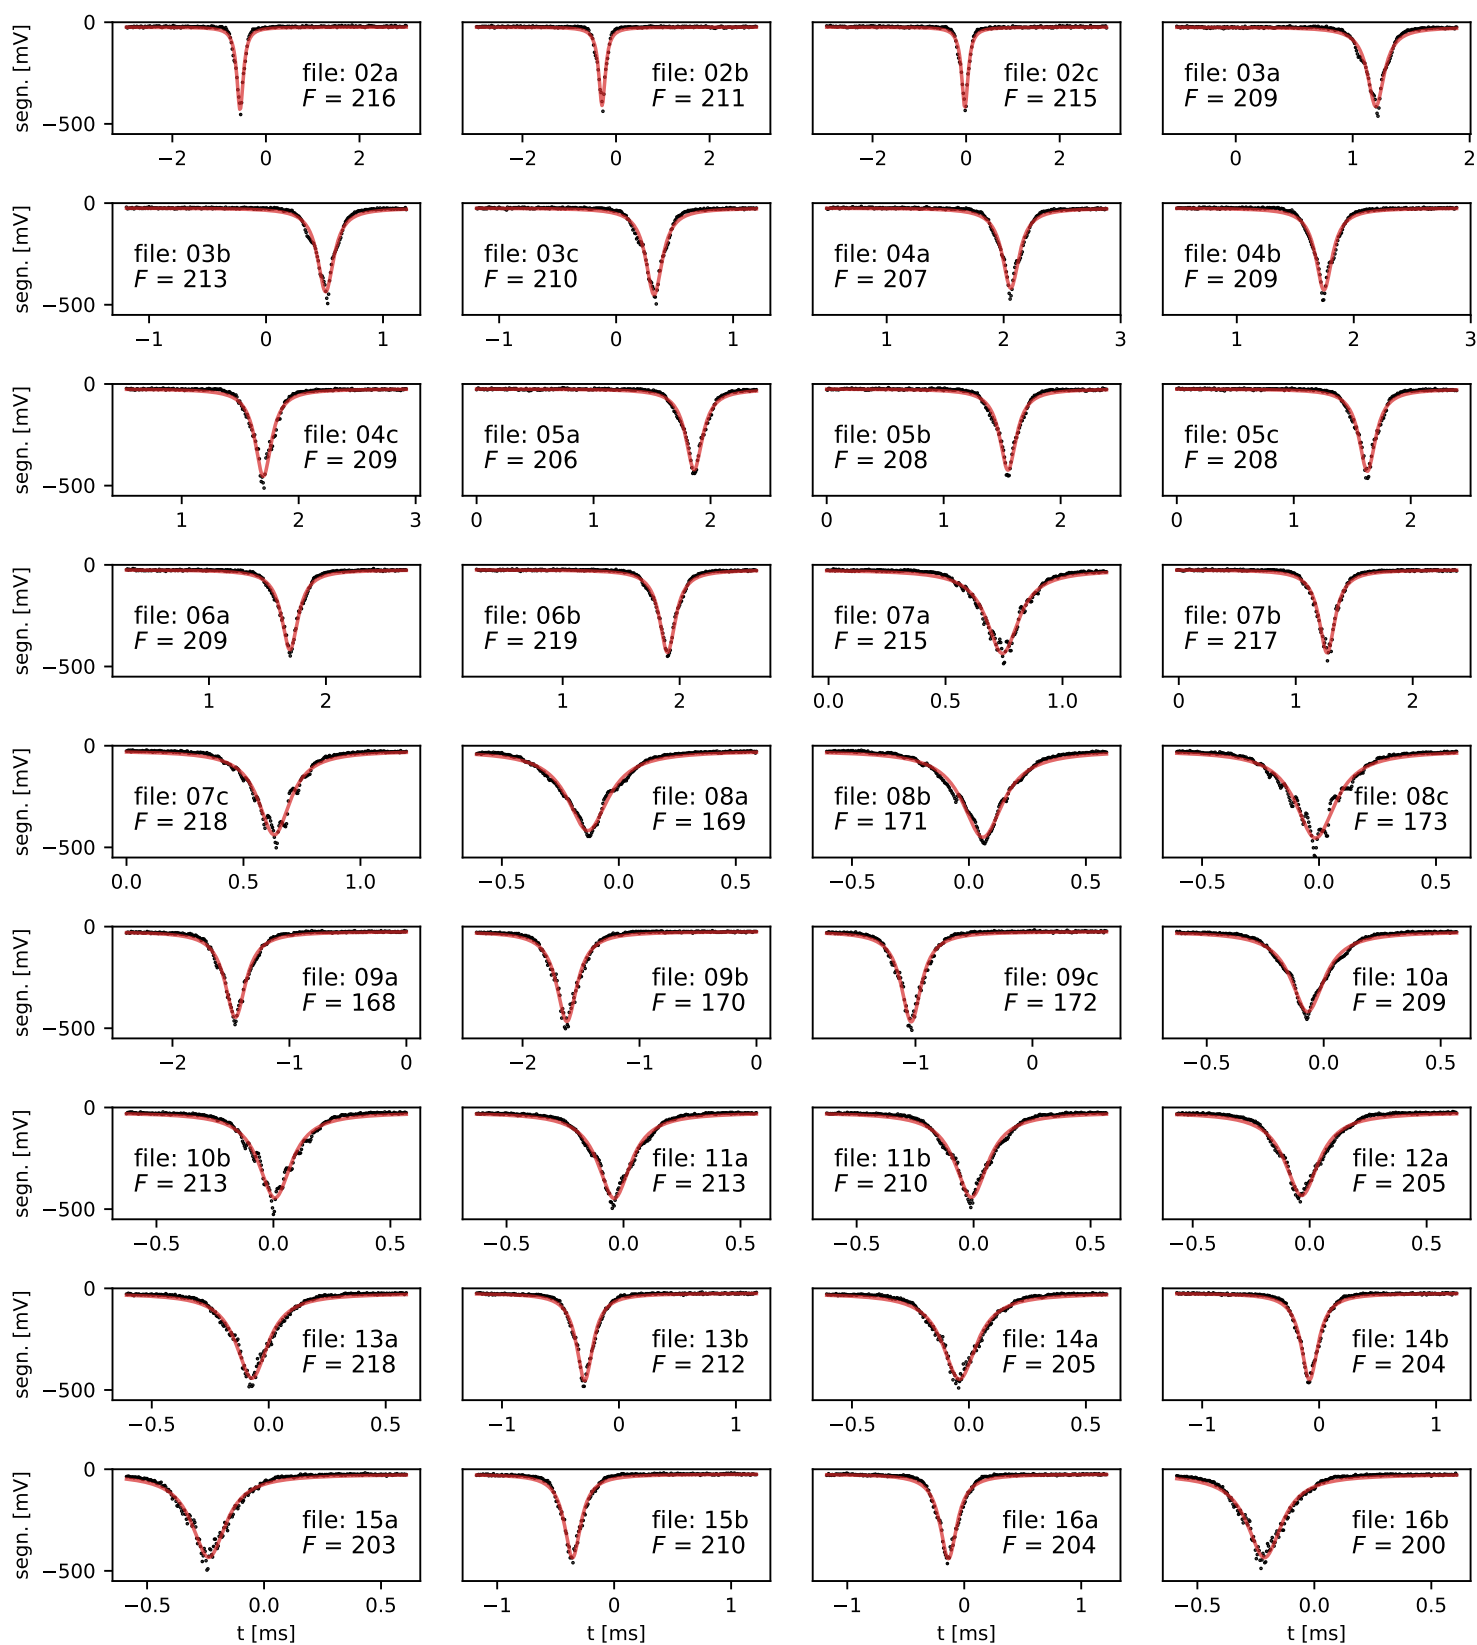 0
segn. [mV]
−500
file: 02a
F = 216
−2 0 2
file: 02b
F = 211
−2 0 2
file: 02c
F = 215
−2 0 2
file: 03a
F = 209
0 1 2
0
segn. [mV]
−500
file: 03b
F = 213
−1 0 1
file: 03c
F = 210
−1 0 1
file: 04a
F = 207
1 2 3
file: 04b
F = 209
1 2 3
0
segn. [mV]
−500
file: 04c
F = 209
1 2 3
file: 05a
F = 206
0 1 2
file: 05b
F = 208
0 1 2
file: 05c
F = 208
0 1 2
0
segn. [mV]
−500
file: 06a
F = 209
1 2
file: 06b
F = 219
1 2
file: 07a
F = 215
0.0 0.5 1.0
file: 07b
F = 217
0 1 2
0
segn. [mV]
−500
file: 07c
F = 218
0.0 0.5 1.0
file: 08a
F = 169
−0.5 0.0 0.5
file: 08b
F = 171
−0.5 0.0 0.5
file: 08c
F = 173
−0.5 0.0 0.5
0
segn. [mV]
−500
file: 09a
F = 168
−2 −1 0
file: 09b
F = 170
−2 −1 0
file: 09c
F = 172
−1 0
file: 10a
F = 209
−0.5 0.0 0.5
0
segn. [mV]
−500
file: 10b
F = 213
−0.5 0.0 0.5
file: 11a
F = 213
−0.5 0.0 0.5
file: 11b
F = 210
−0.5 0.0 0.5
file: 12a
F = 205
−0.5 0.0 0.5
0
segn. [mV]
−500
file: 13a
F = 218
−0.5 0.0 0.5
file: 13b
F = 212
−1 0 1
file: 14a
F = 205
−0.5 0.0 0.5
file: 14b
F = 204
−1 0 1
0
segn. [mV]
−500
file: 15a
F = 203
−0.5 0.0 0.5
t [ms]
file: 15b
F = 210
−1 0 1
t [ms]
file: 16a
F = 204
−1 0 1
t [ms]
file: 16b
F = 200
−0.5 0.0 0.5
t [ms]